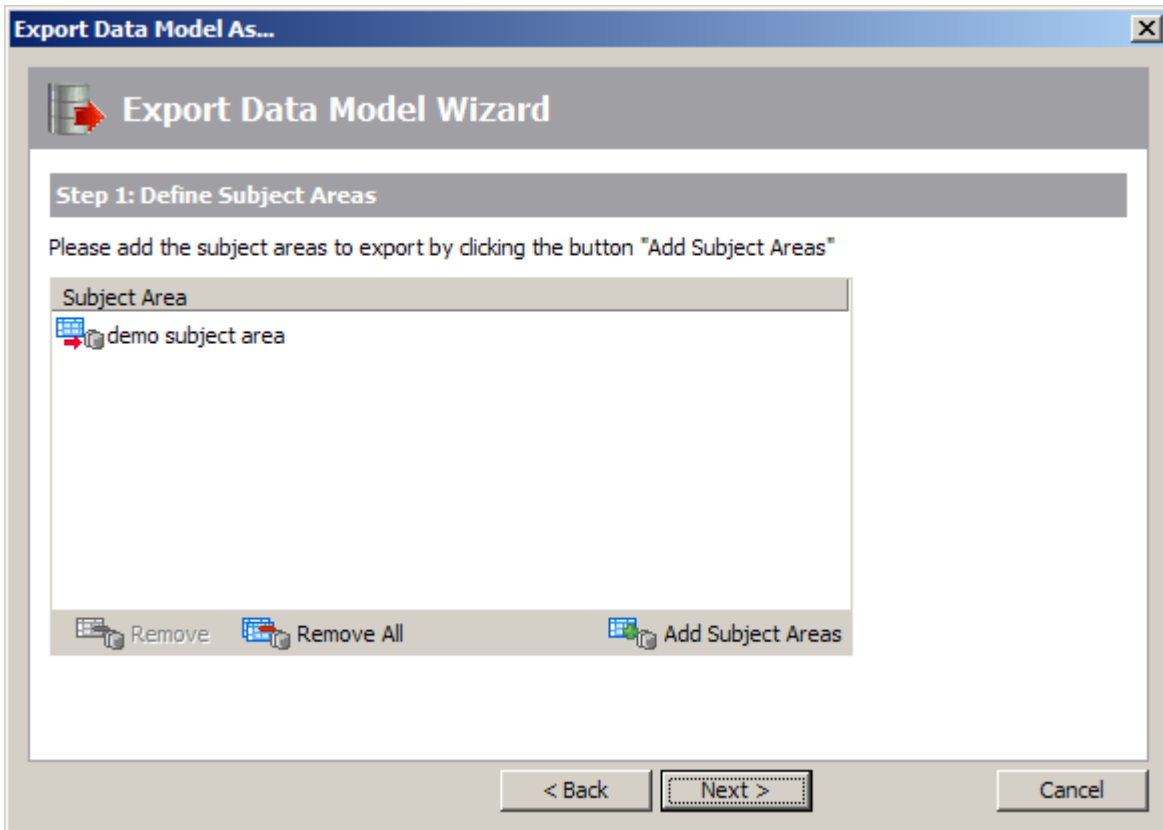 Export Data Model As...
Export Data Model Wizard
Step 1: Define Subject Areas
Please add the subject areas to export by clicking the button "Add Subject Areas"
Subject Area
demo subject area
Remove Remove All Add Subject Areas
< Back Next > Cancel